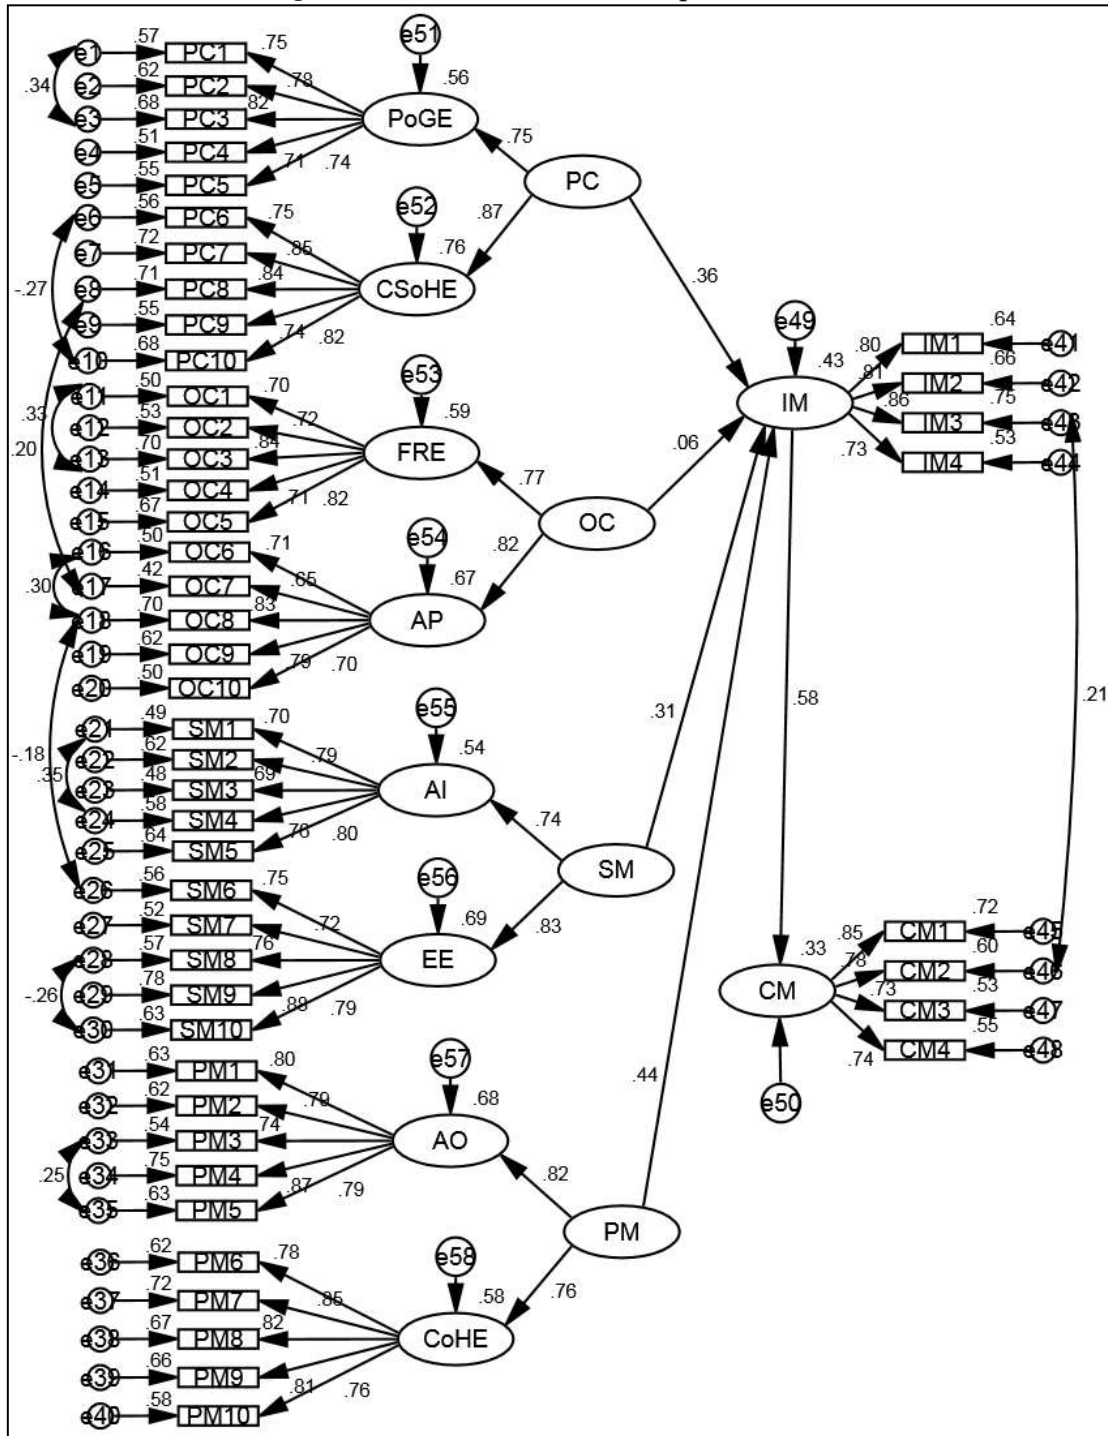 e51
e1 .57 PC1 .75
.34 e2 .62 PC2 .78 .56
e3 .68 PC3 .82 PoGE
e4 .51 PC4 .75
e5 .55 PC5 .71 .74 PC
e6 .56 PC6 .75 e52 .87
e7 .72 PC7 .85 .76
-.27 e8 .71 PC8 .84 CSoHE .36
e9 .55 PC9 .74 .82 e49
e10 .68 PC10
.64
.80 IM1 e41
.43 .66
.81 IM2 e42
IM .86 .75
IM3
.73 .53
IM4 e44
e11 .50 OC1 .70 e53
.33 e12 .53 OC2 .72 .59
.20 e13 .70 OC3 .84 FRE .06
e14 .51 OC4 .77
e15 .67 OC5 .71 .82 OC
e16 .50 OC6 .71 e54 .82
.30 e17 .42 OC7 .65 .67
e18 .70 OC8 .83 AP
e19 .62 OC9
e20 .50 OC10 .79 .70
e21 .49 SM1 .70 e55 .31 .58 .21
-.18 e22 .62 SM2 .79 .54
.35 e23 .48 SM3 .69 AI
e24 .58 SM4 .74
e25 .64 SM5 .76 .80 SM
e26 .56 SM6 .75 e56 .83
e27 .52 SM7 .72 .69
e28 .57 SM8 .76 EE
-.26 e29 .78 SM9
e30 .63 SM10 .88 .79
.72
.85 CM1 e45
.33 .60
.78 CM2 e46
CM .73 .53
CM3 e47
.55
.74 CM4 e48
e50
e31 .63 PM1 .80 e57 .44
e32 .62 PM2 .79 .68
e33 .54 PM3 .74 AO
.25 e34 .75 PM4 .82
e35 .63 PM5 .87 .79 PM
e36 .62 PM6 .78 e58 .76
e37 .72 PM7 .85 .58
e38 .67 PM8 .82 CoHE
e39 .66 PM9
e40 .58 PM10 .81 .76